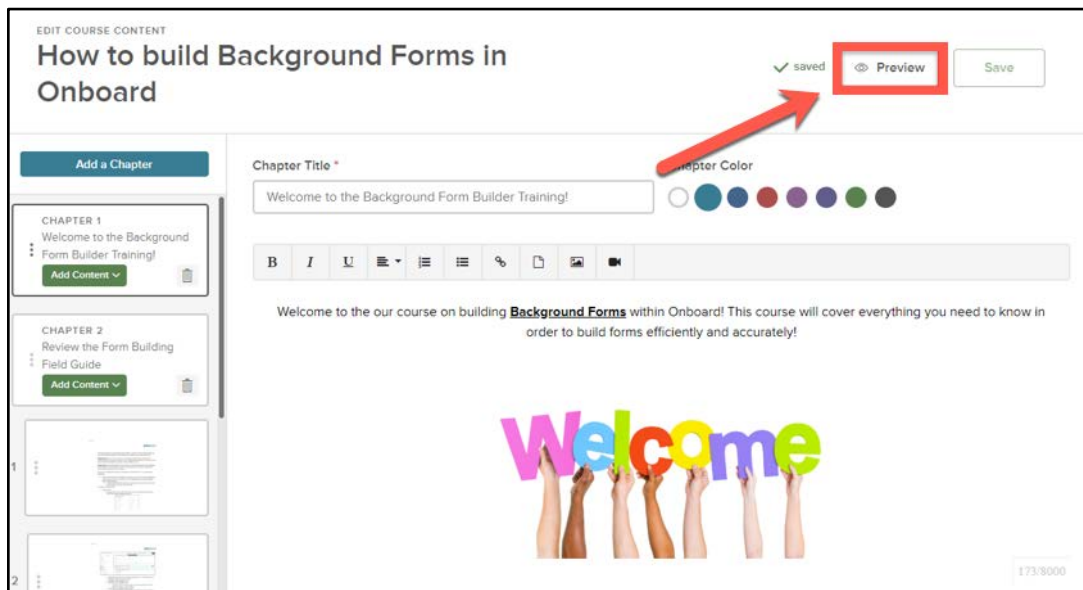 EDIT COURSE CONTENT
How to build Background Forms in
Onboard
saved
Preview
Save
Add a Chapter
CHAPTER 1
Welcome to the Background
Form Builder Training!
Add Content
CHAPTER 2
Review the Form Building
Field Guide
Add Content
1
2
Chapter Title *
Chapter Color
Welcome to the Background Form Builder Training!
B I U
Welcome to the our course on building Background Forms within Onboard! This course will cover everything you need to know in
order to build forms efficiently and accurately!
Welcome
173/8000